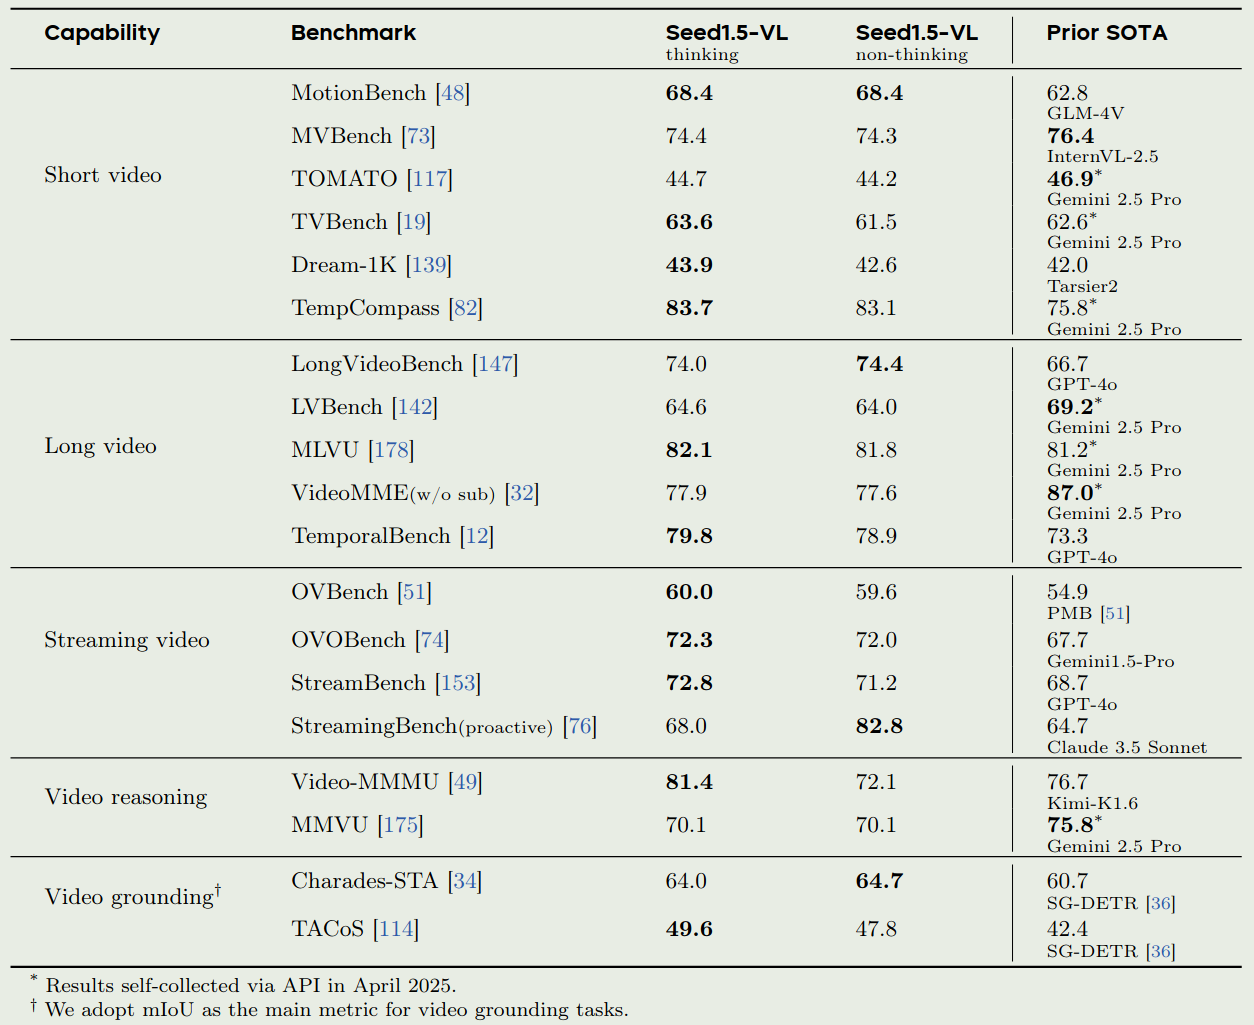 Capability Benchmark Seed1.5-VL Seed1.5-VL Prior SOTA
thinking non-thinking
MotionBench [48] 68.4 68.4 62.8
GLM-4V
MVBench [73] 74.4 74.3 76.4
InternVL-2.5
Short video
TOMATO [117] 44.7 44.2 46.9*
Gemini 2.5 Pro
TVBench [19] 63.6 61.5 62.6*
Gemini 2.5 Pro
Dream-1K [139] 43.9 42.6 42.0
Tarsier2
TempCompass [82] 83.7 83.1 75.8*
Gemini 2.5 Pro
LongVideoBench [147] 74.0 74.4 66.7
GPT-4o
LVBench [142] 64.6 64.0 69.2*
Gemini 2.5 Pro
Long video MLVU [178] 82.1 81.8 81.2*
Gemini 2.5 Pro
VideoMME(w/o sub) [32] 77.9 77.6 87.0*
Gemini 2.5 Pro
TemporalBench [12] 79.8 78.9 73.3
GPT-4o
OVBench [51] 60.0 59.6 54.9
PMB [51]
Streaming video OVOBench [74] 72.3 72.0 67.7
Gemini1.5-Pro
StreamBench [153] 72.8 71.2 68.7
GPT-4o
StreamingBench(proactive) [76] 68.0 82.8 64.7
Claude 3.5 Sonnet
Video-MMMU [49] 81.4 72.1 76.7
Video reasoning Kimi-K1.6
MMVU [175] 70.1 70.1 75.8*
Gemini 2.5 Pro
Charades-STA [34] 64.0 64.7 60.7
Video grounding† SG-DETR [36]
TACoS [114] 49.6 47.8 42.4
SG-DETR [36]
* Results self-collected via API in April 2025.
† We adopt mIoU as the main metric for video grounding tasks.